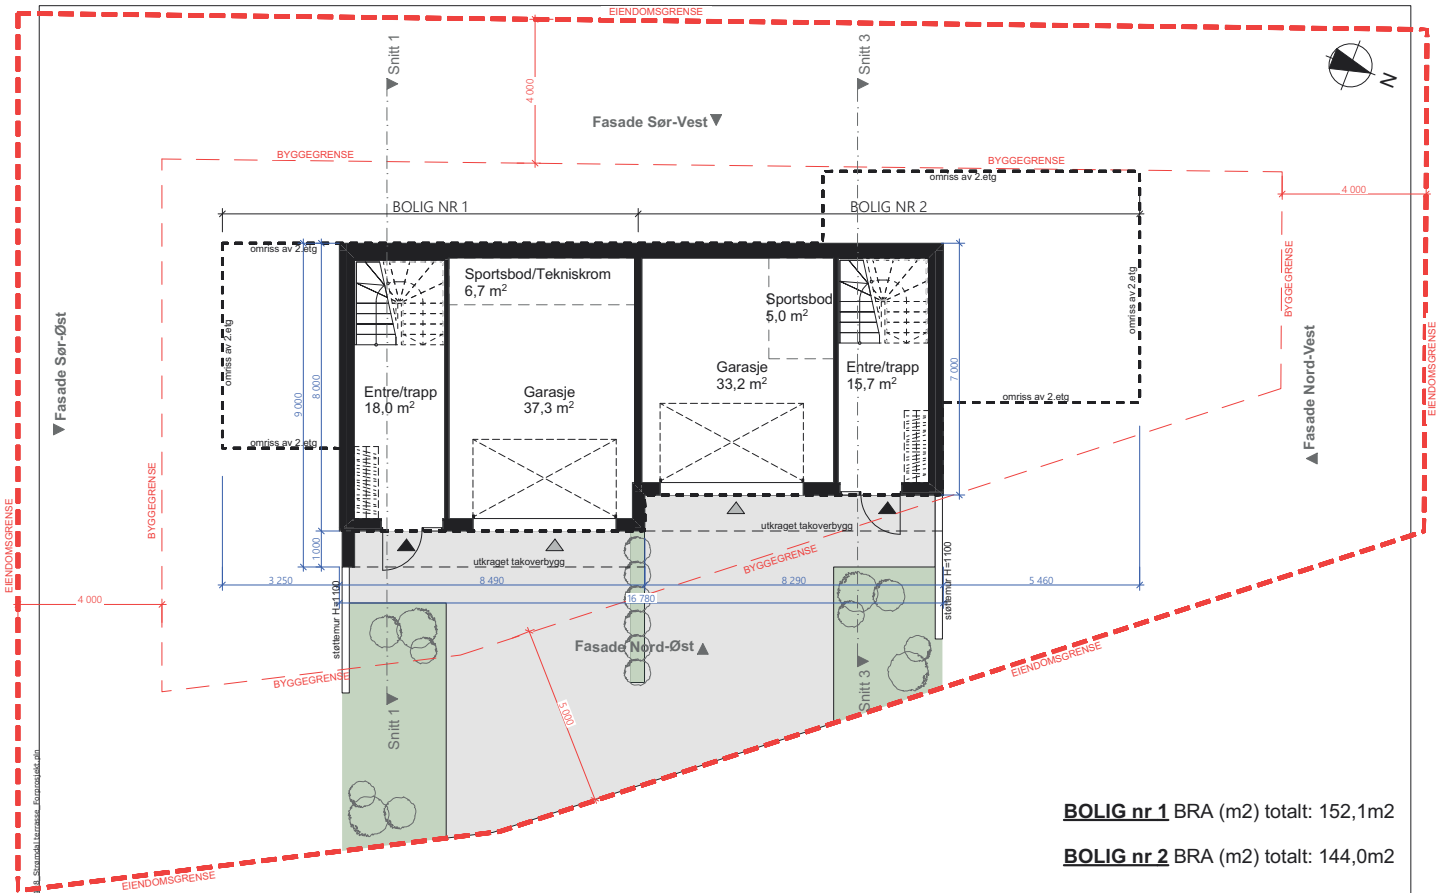 EIENDOMSGRENSE
Snitt 1
Snitt 3
N
4 000
Fasade Sør-Vest
BYGGEGRENSE
BYGGEGRENSE
omriss av 2.etg
4 000
BOLIG NR 1
BOLIG NR 2
omriss av 2.etg
Sportsbod/Tekniskrom
6,7 m²
Sportsbod
5,0 m²
omriss av 2.etg
BYGGEGRENSE
EIENDOMSGRENSE
Fasade Sør-Øst
omriss av 2.etg
9 000
8 000
7 000
Fasade Nord-Vest
Entre/trapp
18,0 m²
Garasje
37,3 m²
Garasje
33,2 m²
Entre/trapp
15,7 m²
omriss av 2.etg
omriss av 2.etg
BYGGEGRENSE
EIENDOMSGRENSE
utkraget takoverbygg
1 000
utkraget takoverbygg
BYGGEGRENSE
3 250
8 490
8 290
5 460
4 000
16 780
støttemur H=1100
støttemur H=1100
Fasade Nord-Øst
BYGGEGRENSE
EIENDOMSGRENSE
Snitt 1
5 000
Snitt 3
BOLIG nr 1 BRA (m2) totalt: 152,1m2
BOLIG nr 2 BRA (m2) totalt: 144,0m2
EIENDOMSGRENSE